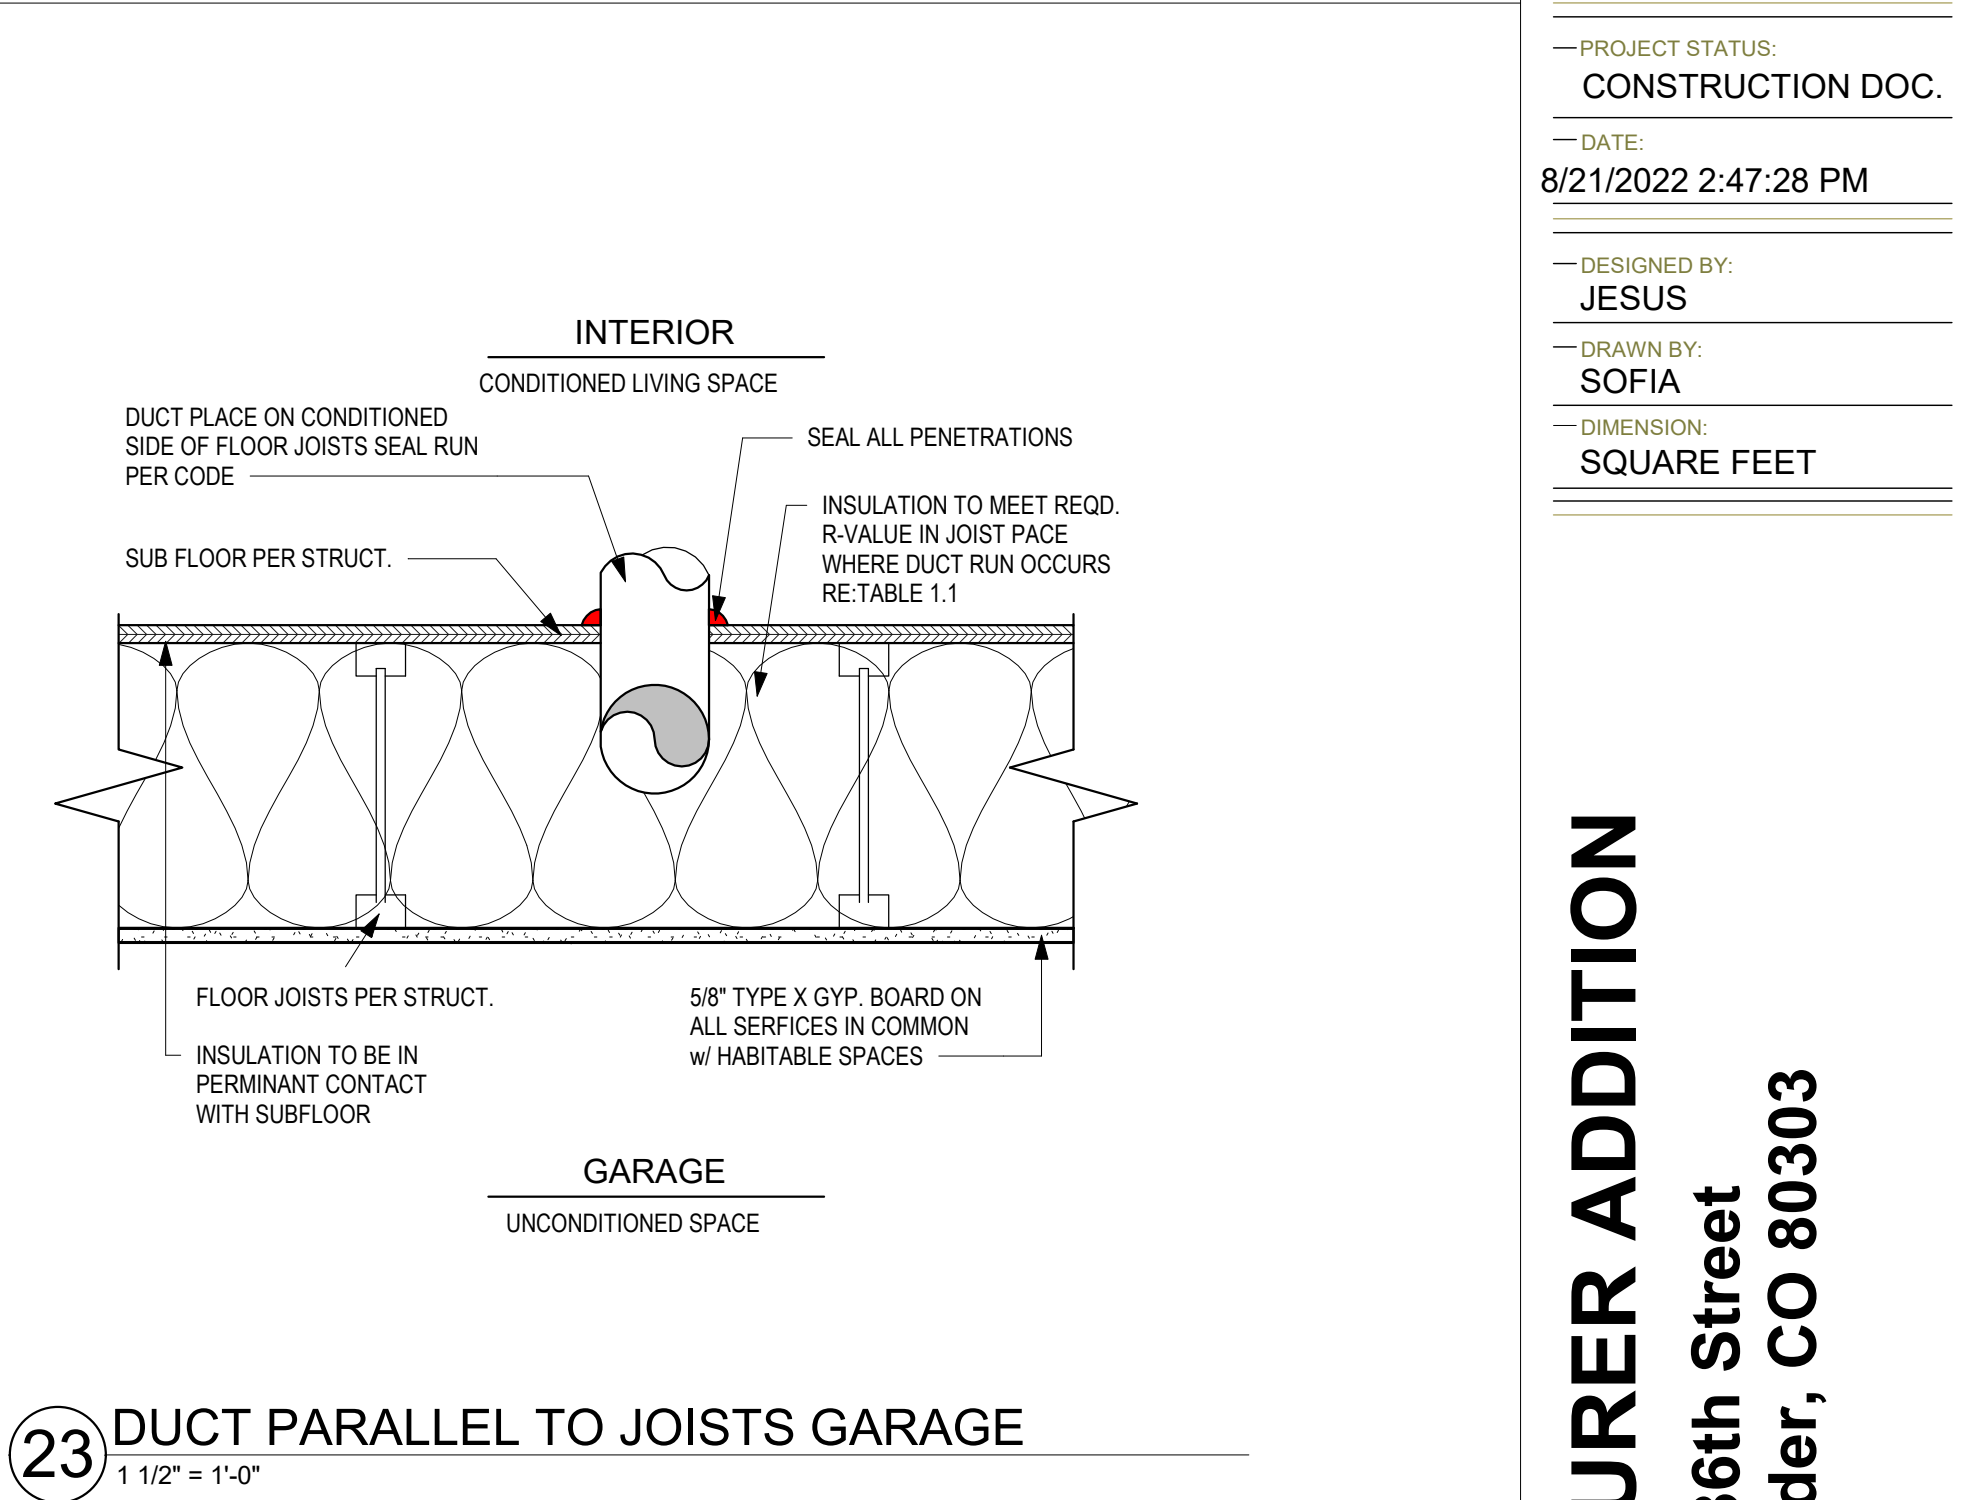 INTERIOR
CONDITIONED LIVING SPACE
DUCT PLACE ON CONDITIONED
SIDE OF FLOOR JOISTS SEAL RUN
PER CODE
SEAL ALL PENETRATIONS
INSULATION TO MEET REQD.
R-VALUE IN JOIST PACE
WHERE DUCT RUN OCCURS
RE:TABLE 1.1
SUB FLOOR PER STRUCT.
FLOOR JOISTS PER STRUCT.
INSULATION TO BE IN
PERMINANT CONTACT
WITH SUBFLOOR
5/8" TYPE X GYP. BOARD ON
ALL SERFICES IN COMMON
w/ HABITABLE SPACES
GARAGE
UNCONDITIONED SPACE
23
DUCT PARALLEL TO JOISTS GARAGE
1 1/2" = 1'-0"
PROJECT STATUS:
CONSTRUCTION DOC.
DATE:
8/21/2022 2:47:28 PM
DESIGNED BY:
JESUS
DRAWN BY:
SOFIA
DIMENSION:
SQUARE FEET
ADDITION
Street
CO 80303